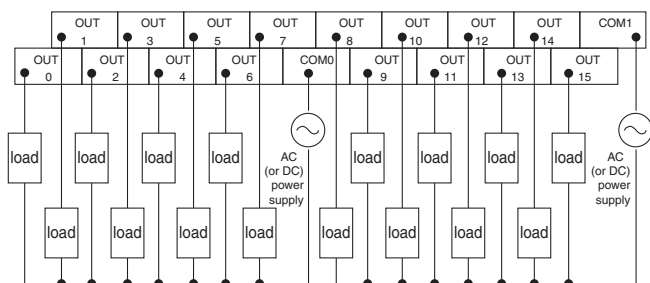 OUT OUT OUT OUT OUT OUT OUT OUT COM1
1 3 5 7 8 10 12 14
OUT OUT OUT OUT COM0 OUT OUT OUT OUT
0 2 4 6 9 11 13 15
load load load load load load load load
AC AC
(or DC) (or DC)
power power
supply supply
load load load load load load load load